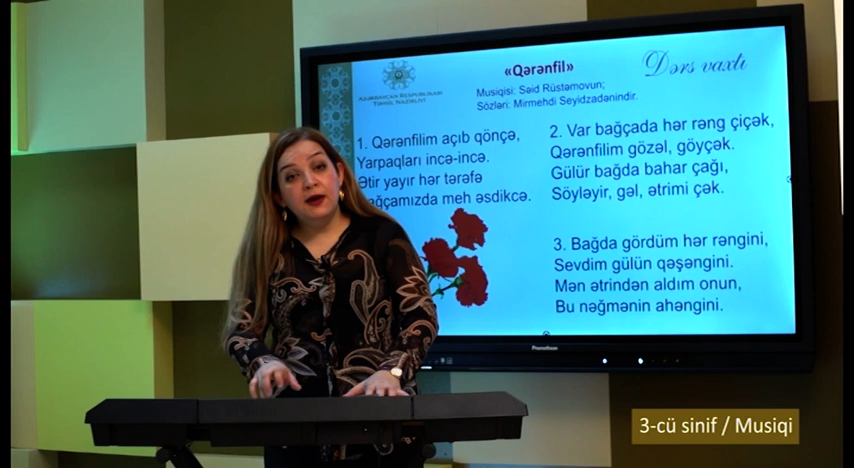 «Qərənfil»
Dərs vaxtı
Azərbaycan Respublikası
Təhsil Nazirliyi
Musiqisi: Səid Rüstəmovun;
Sözləri: Mirmehdi Seyidzadənindir.
1. Qərənfilim açıb qönçə,
Yarpaqları incə-incə.
Ətir yayır hər tərəfə
Bağçamızda meh əsdikcə.
2. Var bağçada hər rəng çiçək,
Qərənfilim gözəl, göyçək.
Gülür bağda bahar çağı,
Söyləyir, gəl, ətrimi çək.
3. Bağda gördüm hər rəngini,
Sevdim gülün qəşəngini.
Mən ətrindən aldım onun,
Bu nəğmənin ahəngini.
Promethean
3-cü sinif / Musiqi